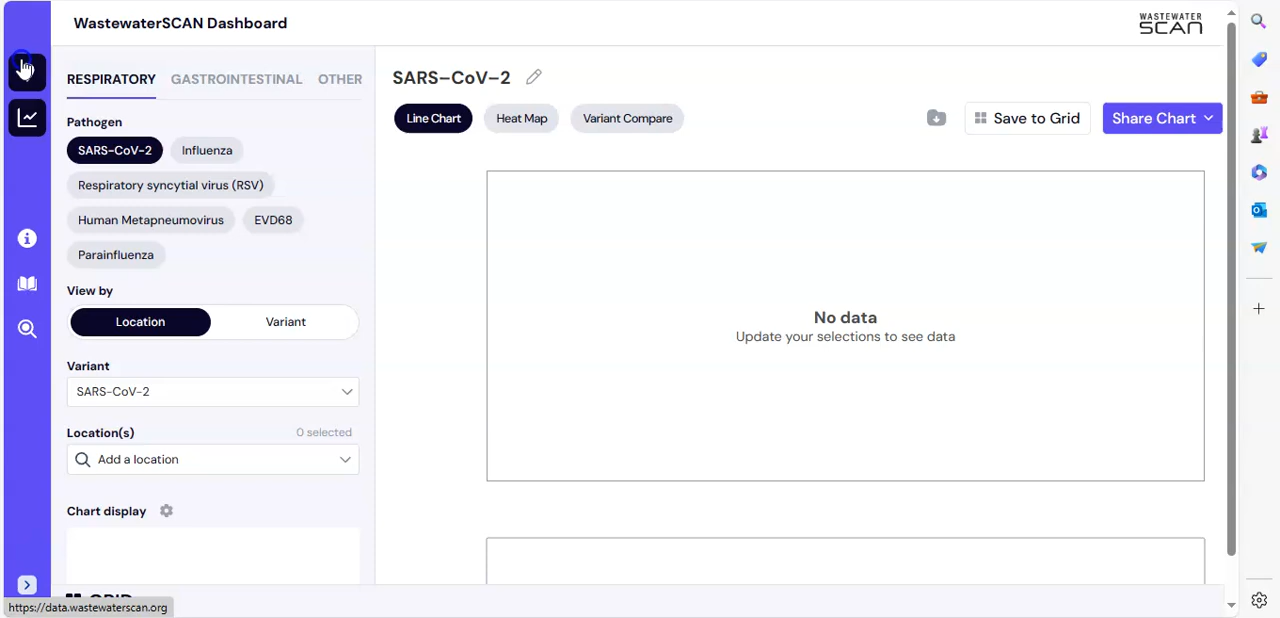 WastewaterSCAN Dashboard
WASTEWATER
SCAN
RESPIRATORY GASTROINTESTINAL OTHER
Pathogen
SARS-CoV-2 Influenza
Respiratory syncytial virus (RSV)
Human Metapneumovirus EVD68
Parainfluenza
View by
Location Variant
Variant
SARS-CoV-2
Location(s) 0 selected
Add a location
Chart display
GRID
https://data.wastewaterscan.org
SARS-CoV-2
Line Chart Heat Map Variant Compare Save to Grid Share Chart
No data
Update your selections to see data